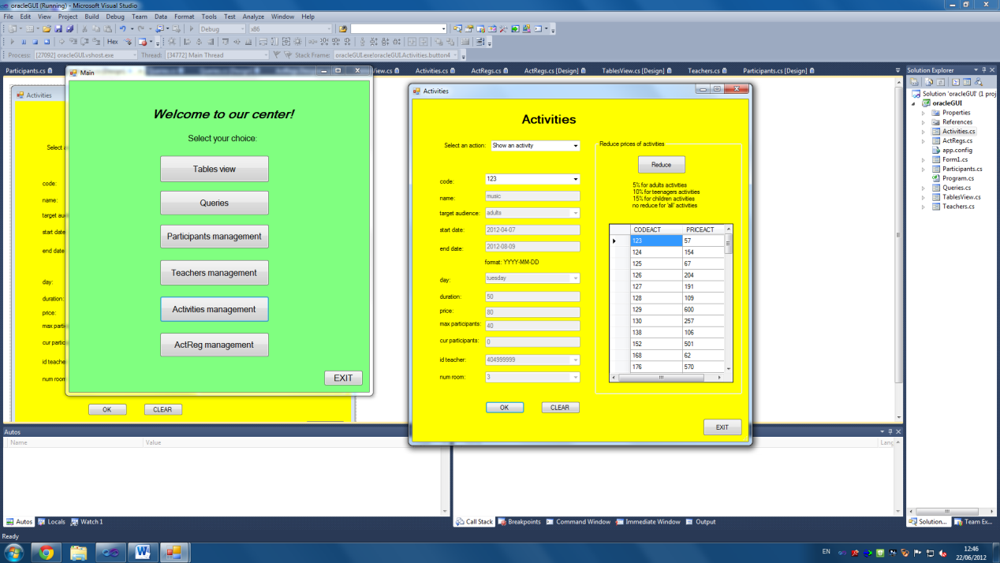 oracleGUI (Running) - Microsoft Visual Studio
File Edit View Project Build Debug Team Data Format Tools Test Analyze Window Help
Debug x86
Hex
Process: [27092] oracleGUI.vshost.exe Thread: [34772] Main Thread Stack Frame: oracleGUI.exe!oracleGUI.Activities.button4
Participants.cs View.cs Activities.cs ActRegs.cs ActRegs.cs [Design] TablesView.cs [Design] Teachers.cs Participants.cs [Design]
Main
Welcome to our center!
Select your choice:
Tables view
Queries
Participants management
Teachers management
Activities management
ActReg management
EXIT
Activities
Select a
code:
name:
target au
start date
end date
day:
duration:
price:
max parti
cur partic
id teache
num room
OK CLEAR
Activities
Activities
Select an action: Show an activity
code: 123
name: music
target audience: adults
start date: 2012-04-07
end date: 2012-08-09
format: YYYY-MM-DD
day: tuesday
duration: 50
price: 80
max participants: 40
cur participants: 0
id teacher: 404999999
num room: 3
OK CLEAR
Reduce prices of activities
Reduce
5% for adults activities
10% for teenagers activities
15% for children activities
no reduce for 'all' activities
CODEACT PRICEACT
123 57
124 154
125 67
126 204
127 191
128 109
129 600
130 257
138 106
152 501
168 62
176 570
EXIT
Solution Explorer
Solution 'oracleGUI' (1 proj
oracleGUI
Properties
References
Activities.cs
ActRegs.cs
app.config
Form1.cs
Participants.cs
Program.cs
Queries.cs
TablesView.cs
Teachers.cs
Solution... Team Ex...
Autos
Name Value
Lang
Autos Locals Watch 1
Call Stack Breakpoints Command Window Immediate Window Output
Ready
EN
12:46
22/06/2012